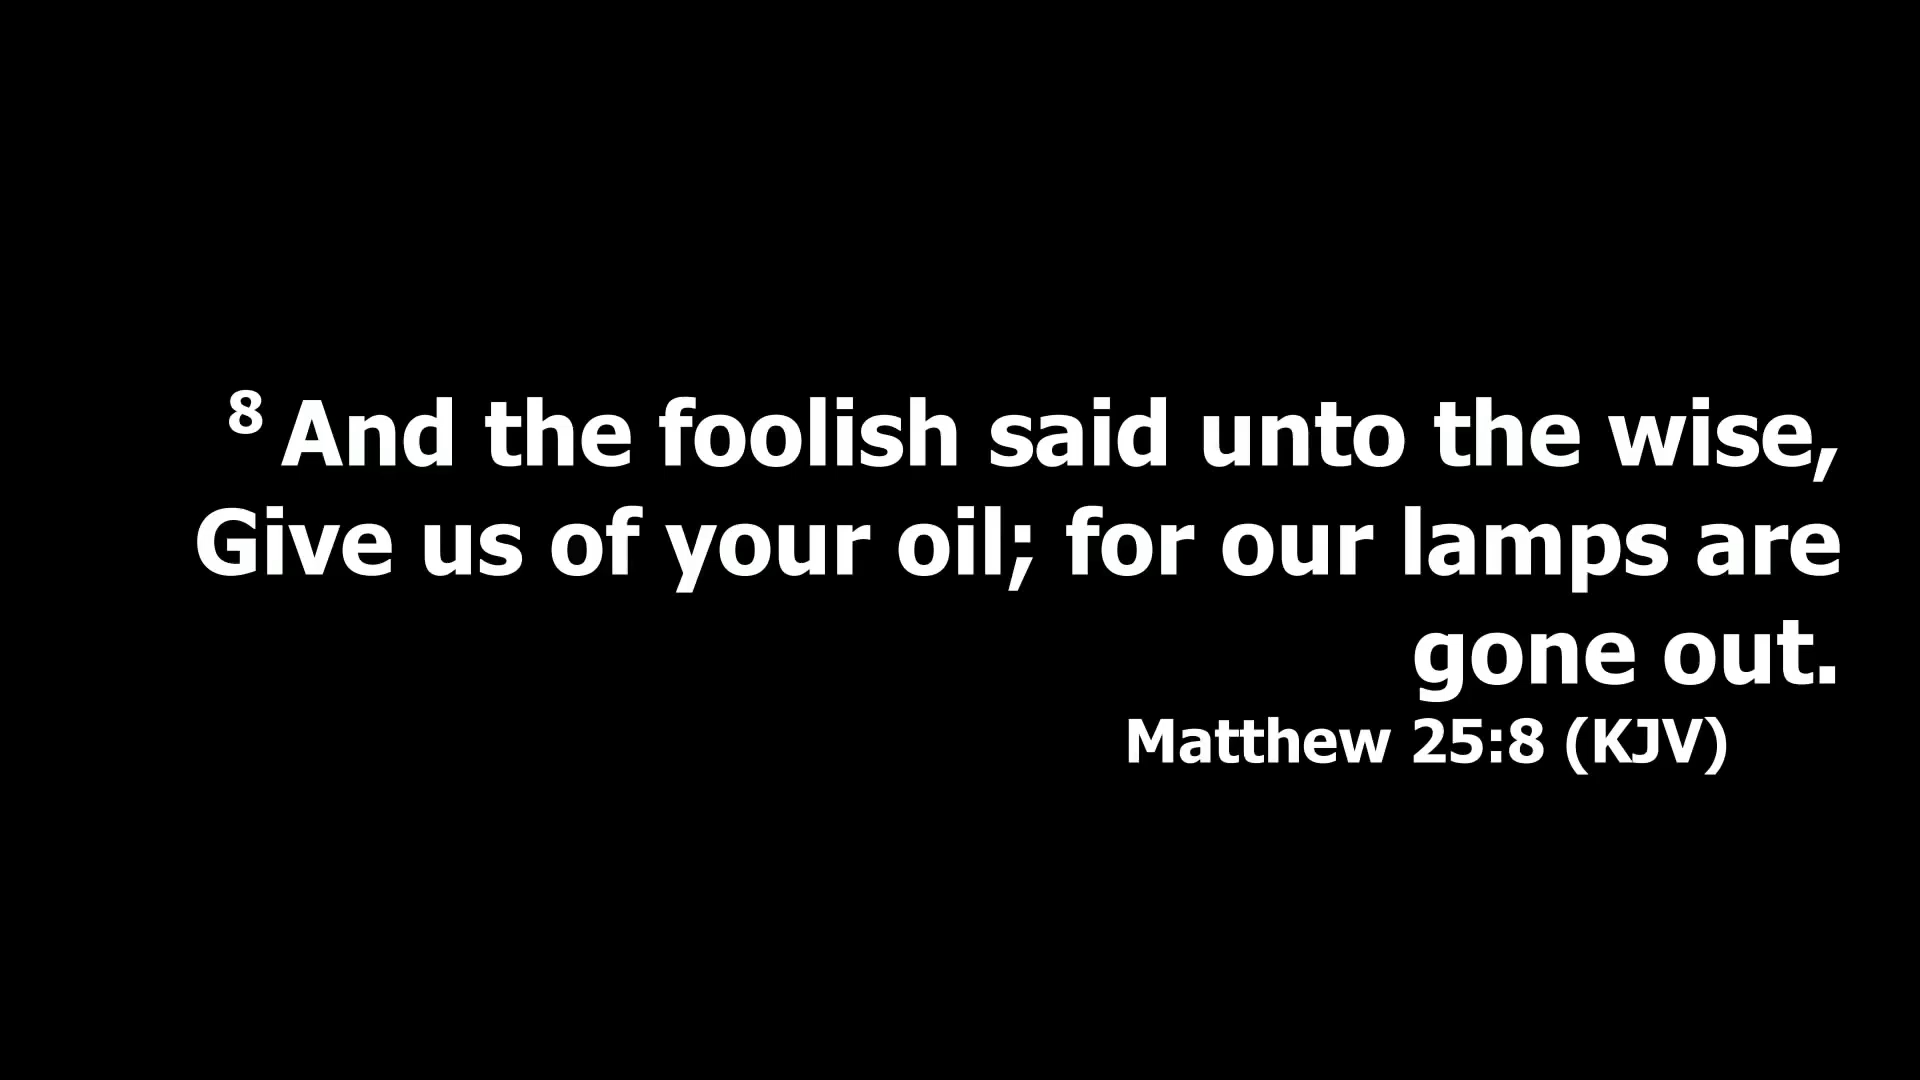 8 And the foolish said unto the wise,
Give us of your oil; for our lamps are
gone out.
Matthew 25:8 (KJV)